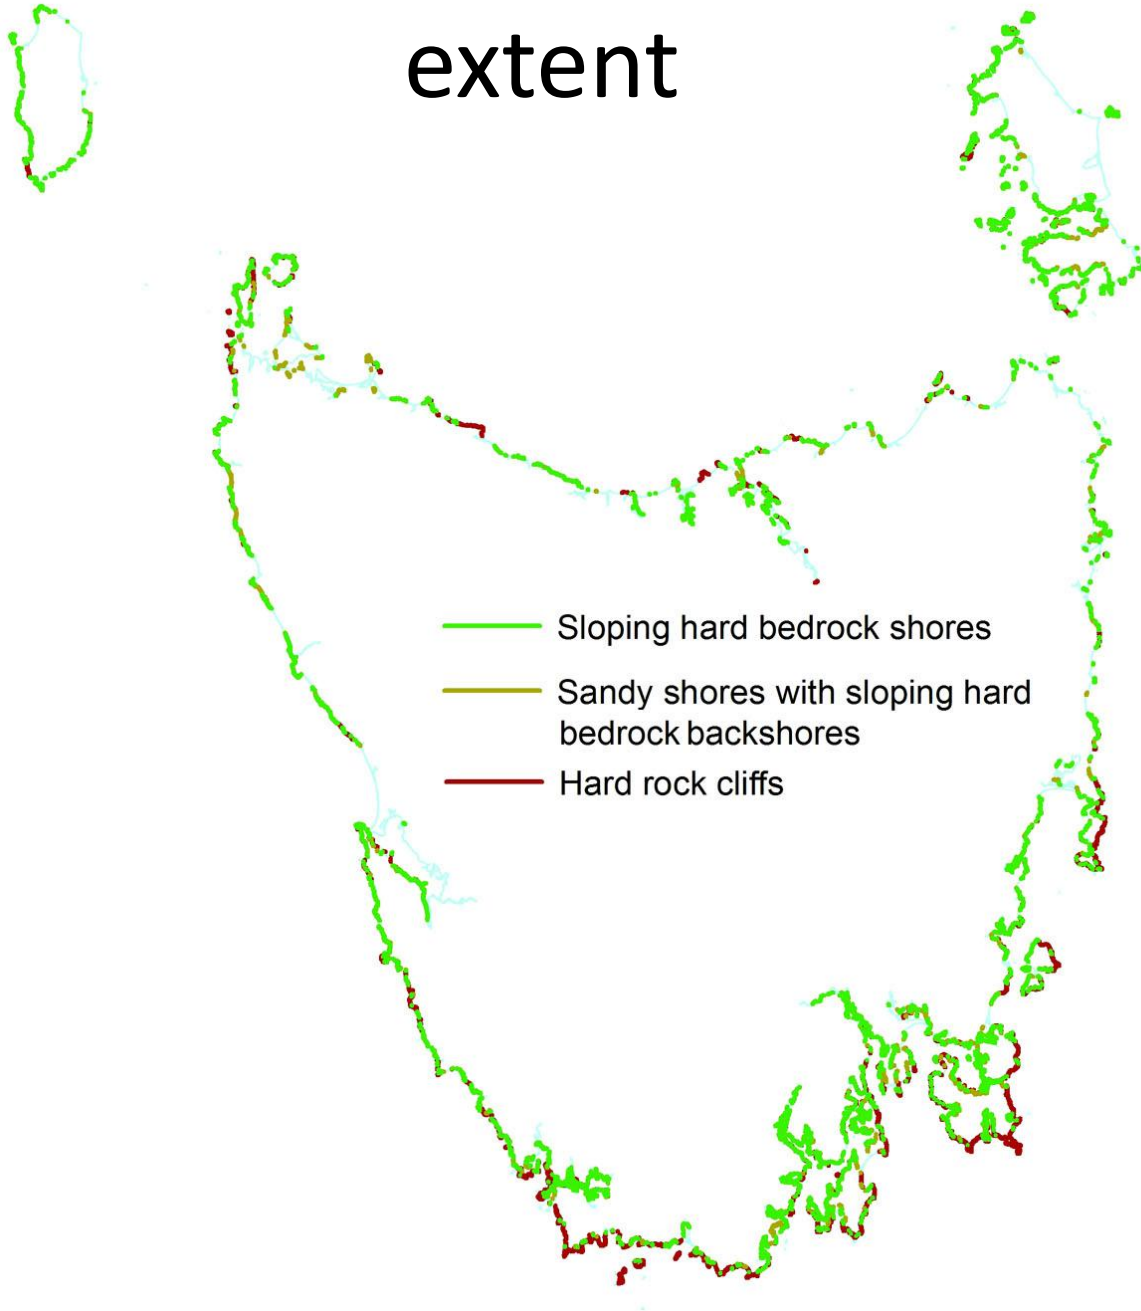 extent
Sloping hard bedrock shores
Sandy shores with sloping hard
bedrock backshores
Hard rock cliffs